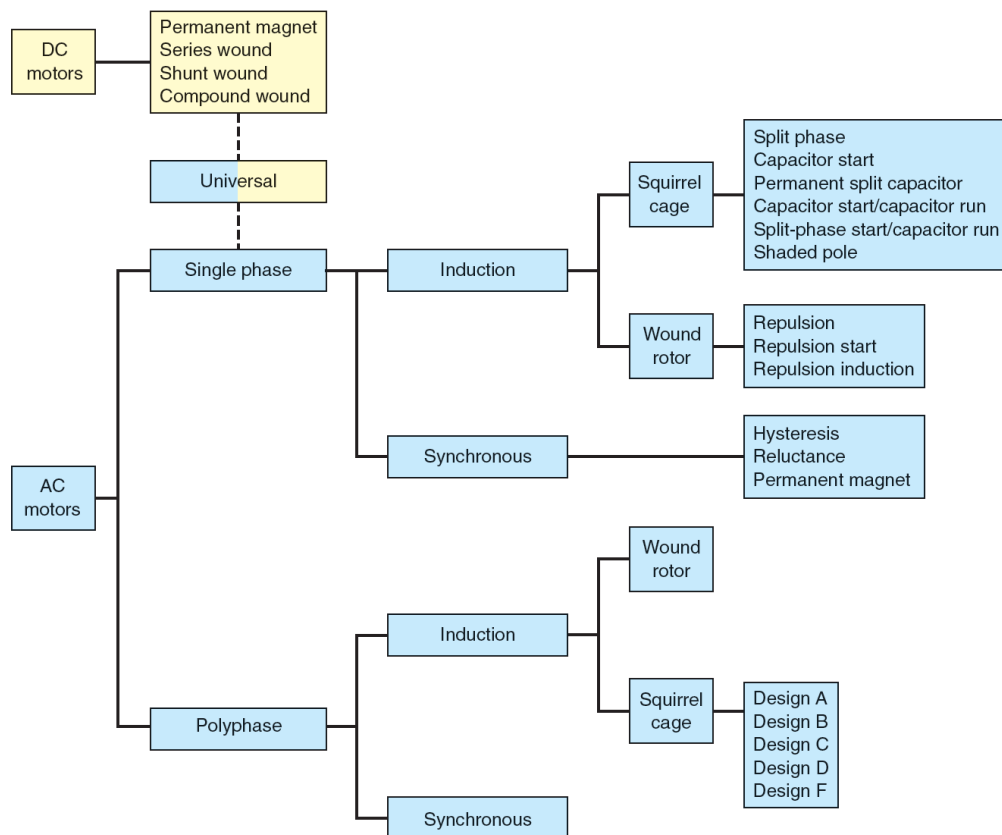 DC
motors
Permanent magnet
Series wound
Shunt wound
Compound wound
Universal
Single phase
Induction
Squirrel
cage
Split phase
Capacitor start
Permanent split capacitor
Capacitor start/capacitor run
Split-phase start/capacitor run
Shaded pole
Wound
rotor
Repulsion
Repulsion start
Repulsion induction
Synchronous
Hysteresis
Reluctance
Permanent magnet
AC
motors
Polyphase
Induction
Wound
rotor
Squirrel
cage
Design A
Design B
Design C
Design D
Design F
Synchronous